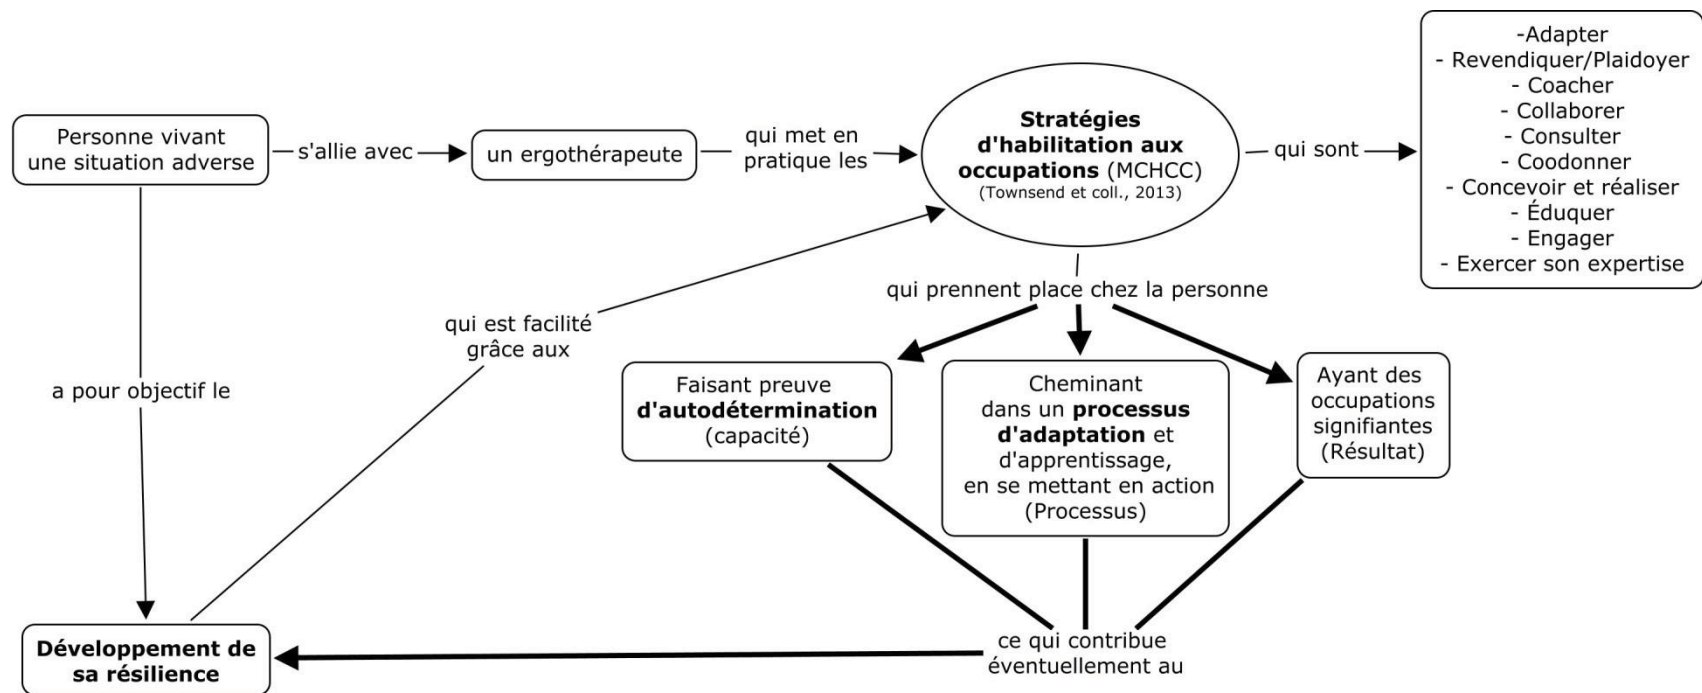 Personne vivant
une situation adverse
s'allie avec
un ergothérapeute
qui met en
pratique les
Stratégies
d'habilitation aux
occupations (MCHCC)
(Townsend et coll., 2013)
qui sont
-Adapter
- Revendiquer/Plaidoyer
- Coacher
- Collaborer
- Consulter
- Coodonner
- Concevoir et réaliser
- Éduquer
- Engager
- Exercer son expertise
qui prennent place chez la personne
qui est facilité
grâce aux
a pour objectif le
Faisant preuve
d'autodétermination
(capacité)
Cheminant
dans un processus
d'adaptation et
d'apprentissage,
en se mettant en action
(Processus)
Ayant des
occupations
signifiantes
(Résultat)
ce qui contribue
éventuellement au
Développement de
sa résilience